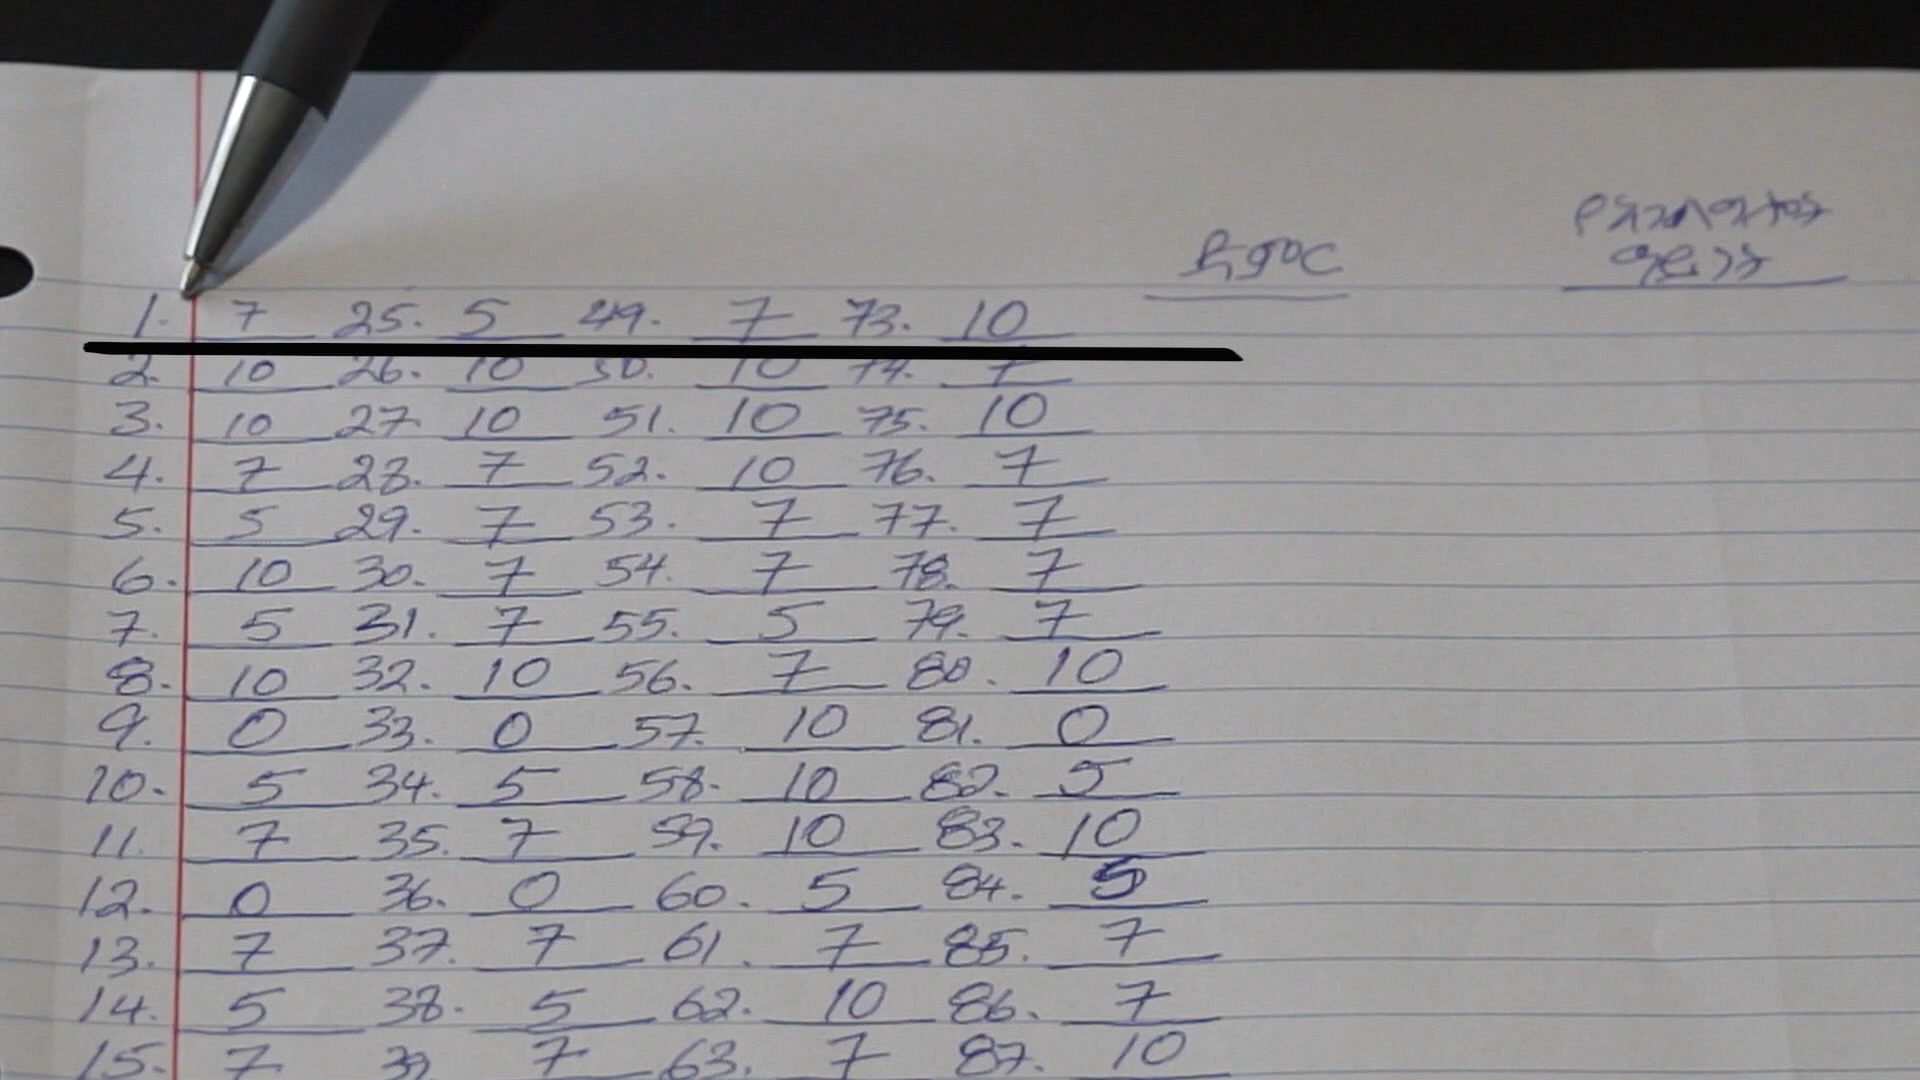 1. 7 25. 5 49. 7 73. 10
2. 10 26. 10 50. 10 74. 7
3. 10 27. 10 51. 10 75. 10
4. 7 28. 7 52. 10 76. 7
5. 5 29. 7 53. 7 77. 7
6. 10 30. 7 54. 7 78. 7
7. 5 31. 7 55. 5 79. 7
8. 10 32. 10 56. 7 80. 10
9. 0 33. 0 57. 10 81. 0
10. 5 34. 5 58. 10 82. 5
11. 7 35. 7 59. 10 83. 10
12. 0 36. 0 60. 5 84. 5
13. 7 37. 7 61. 7 85. 7
14. 5 38. 5 62. 10 86. 7
15. 7 39 7 63. 7 87. 10